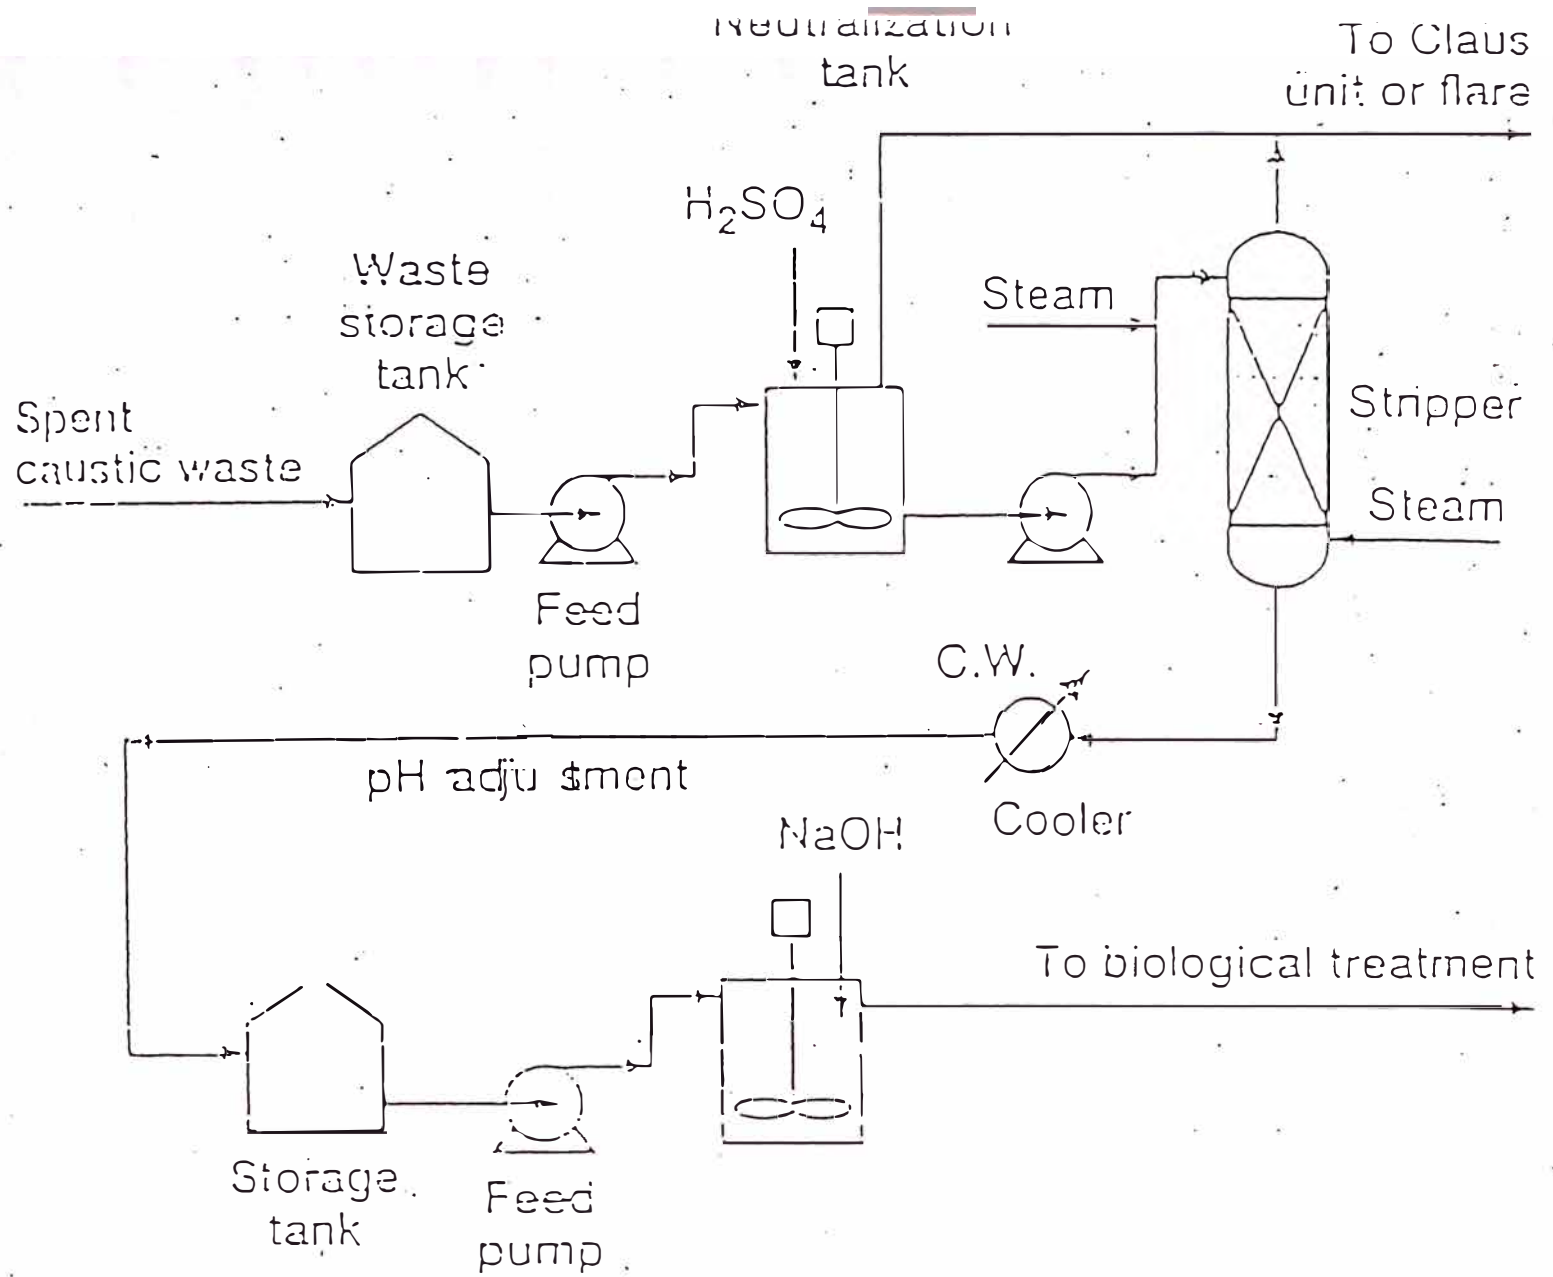 Neutralization
tank
To Claus
unit or flare
H2SO4
Waste
storage
tank
Steam
Spent
caustic waste
Stripper
Steam
Feed
pump
C.W.
pH adjustment
Cooler
NaOH
To biological treatment
Storage
tank
Feed
pump